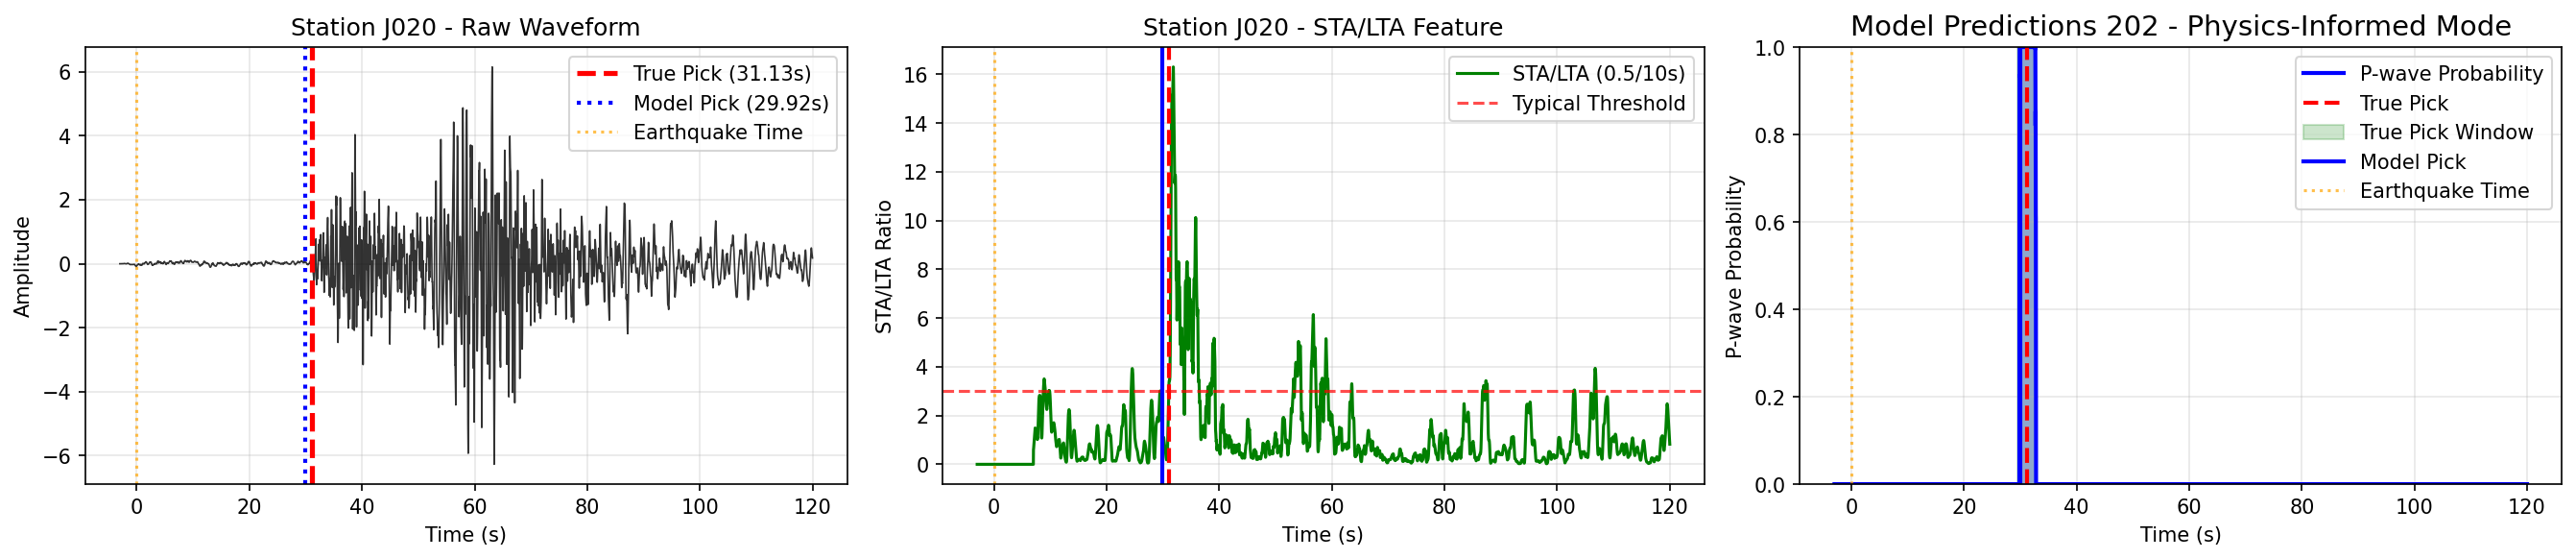 Station J020 - Raw Waveform
True Pick (31.13s)
Model Pick (29.92s)
Earthquake Time
6
4
2
0
−2
−4
−6
Amplitude
0
20
40
60
80
100
120
Time (s)
Station J020 - STA/LTA Feature
STA/LTA (0.5/10s)
Typical Threshold
16
14
12
10
8
6
4
2
0
STA/LTA Ratio
0
20
40
60
80
100
120
Time (s)
Model Predictions 202 - Physics-Informed Mode
P-wave Probability
True Pick
True Pick Window
Model Pick
Earthquake Time
1.0
0.8
0.6
0.4
0.2
0.0
P-wave Probability
0
20
40
60
80
100
120
Time (s)